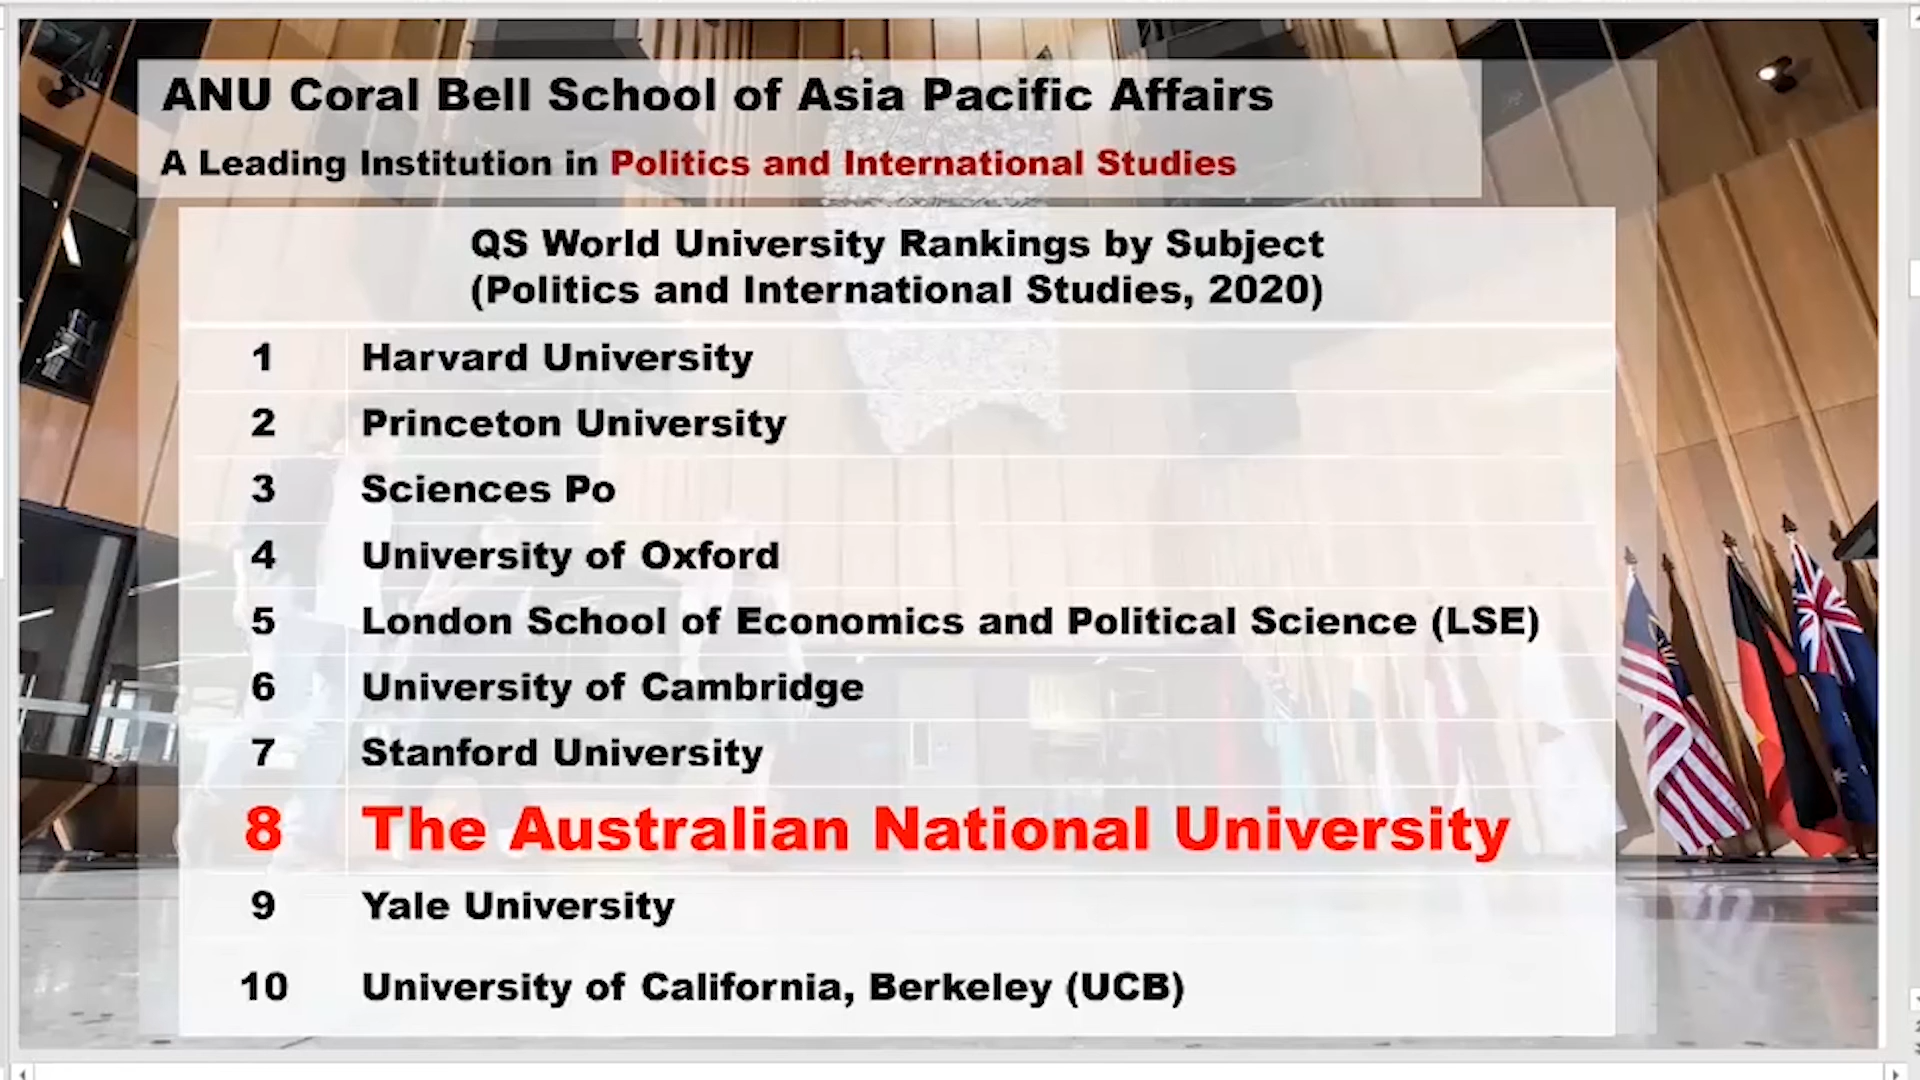 ANU Coral Bell School of Asia Pacific Affairs
A Leading Institution in Politics and International Studies
QS World University Rankings by Subject
(Politics and International Studies, 2020)
1 Harvard University
2 Princeton University
3 Sciences Po
4 University of Oxford
5 London School of Economics and Political Science (LSE)
6 University of Cambridge
7 Stanford University
8 The Australian National University
9 Yale University
10 University of California, Berkeley (UCB)